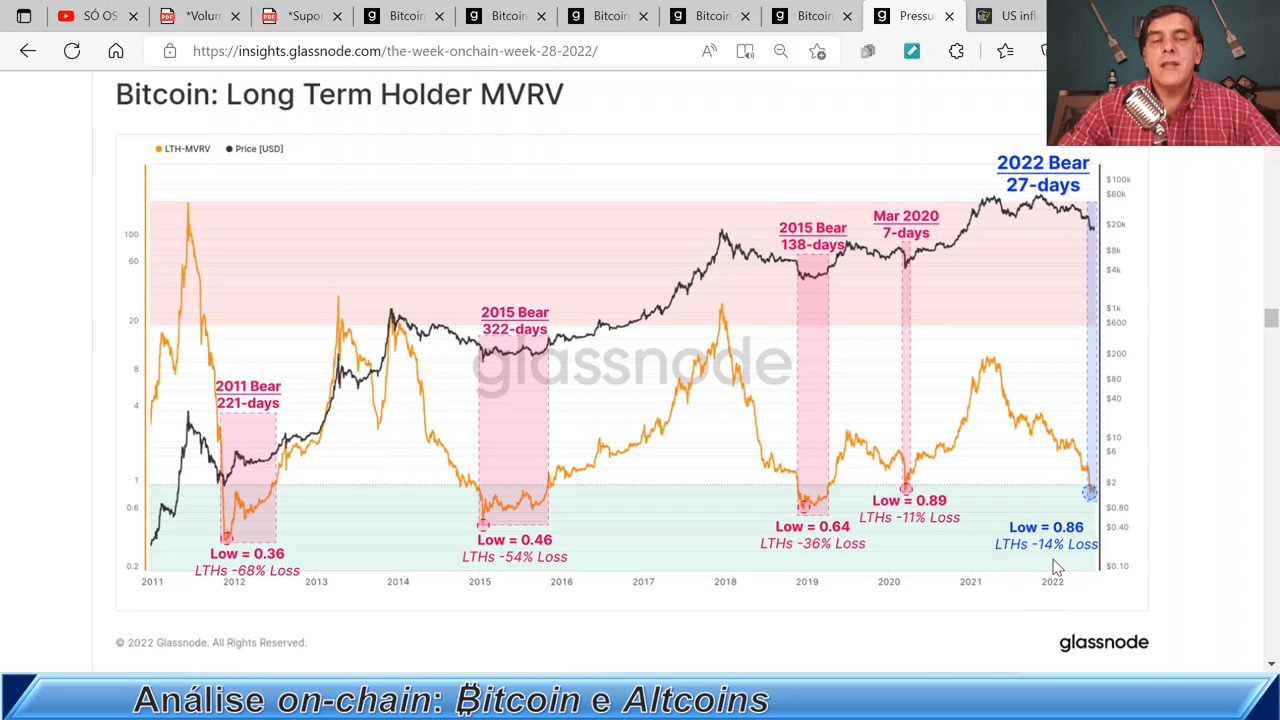 SÓ OS
*Volun
*Supor
Bitcoin
Bitcoin
Bitcoin
Bitcoin
Bitcoin
Pressu
US infl
https://insights.glassnode.com/the-week-onchain-week-28-2022/
Bitcoin: Long Term Holder MVRV
LTH-MVRV
Price [USD]
2022 Bear
27-days
Mar 2020
7-days
2015 Bear
138-days
2015 Bear
322-days
2011 Bear
221-days
glassnode
100
60
20
8
4
1
0.6
0.2
$100k
$60k
$20k
$8k
$4k
$1k
$600
$200
$80
$40
$10
$6
$2
$0.80
$0.40
$0.10
Low = 0.36
LTHs -68% Loss
Low = 0.46
LTHs -54% Loss
Low = 0.64
LTHs -36% Loss
Low = 0.89
LTHs -11% Loss
Low = 0.86
LTHs -14% Loss
2011 2012 2013 2014 2015 2016 2017 2018 2019 2020 2021 2022
© 2022 Glassnode. All Rights Reserved.
glassnode
Análise on-chain: ₿itcoin e Altcoins